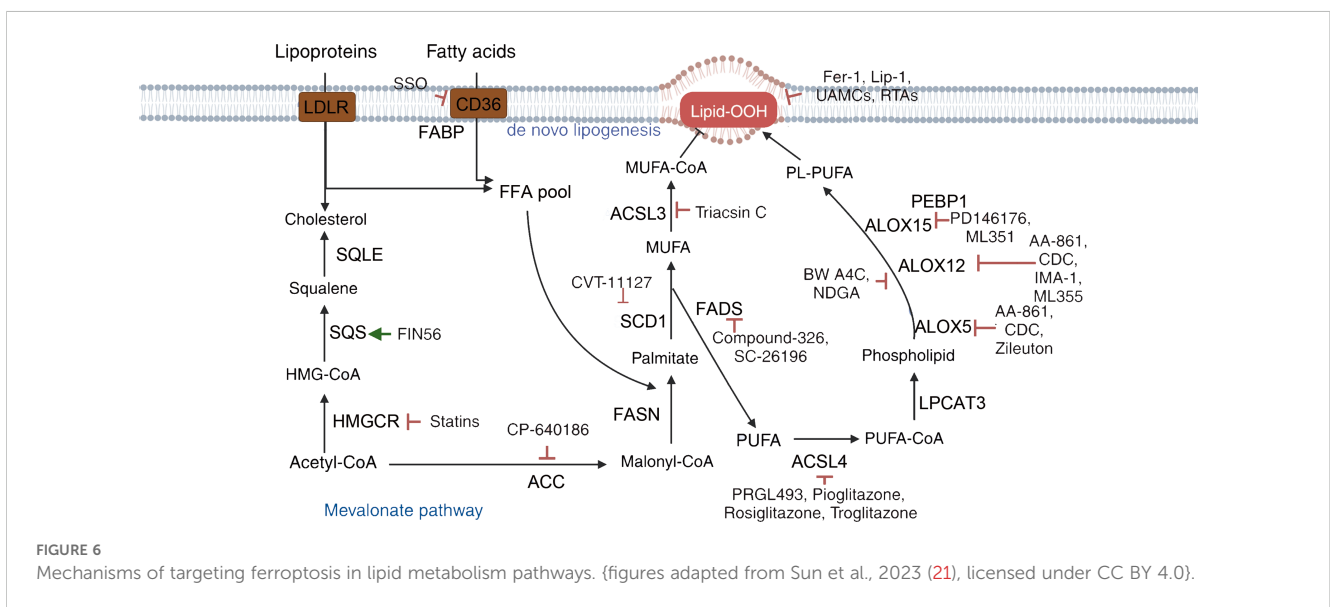 Lipoproteins
Fatty acids
SSO
LDLR
CD36
FABP
de novo lipogenesis
Lipid-OOH
Fer-1, Lip-1,
UAMCs, RTAs
FFA pool
MUFA-CoA
PL-PUFA
Cholesterol
ACSL3
Triacsin C
PEBP1
ALOX15
PD146176,
ML351
SQLE
MUFA
ALOX12
AA-861,
CDC,
IMA-1,
ML355
Squalene
CVT-11127
BW A4C,
NDGA
SQS
FIN56
SCD1
FADS
Compound-326,
SC-26196
ALOX5
AA-861,
CDC,
Zileuton
HMG-CoA
Palmitate
Phospholipid
HMGCR
Statins
FASN
LPCAT3
CP-640186
PUFA
PUFA-CoA
Acetyl-CoA
ACC
Malonyl-CoA
ACSL4
PRGL493, Pioglitazone,
Rosiglitazone, Troglitazone
Mevalonate pathway
FIGURE 6
Mechanisms of targeting ferroptosis in lipid metabolism pathways. {figures adapted from Sun et al., 2023 (21), licensed under CC BY 4.0}.